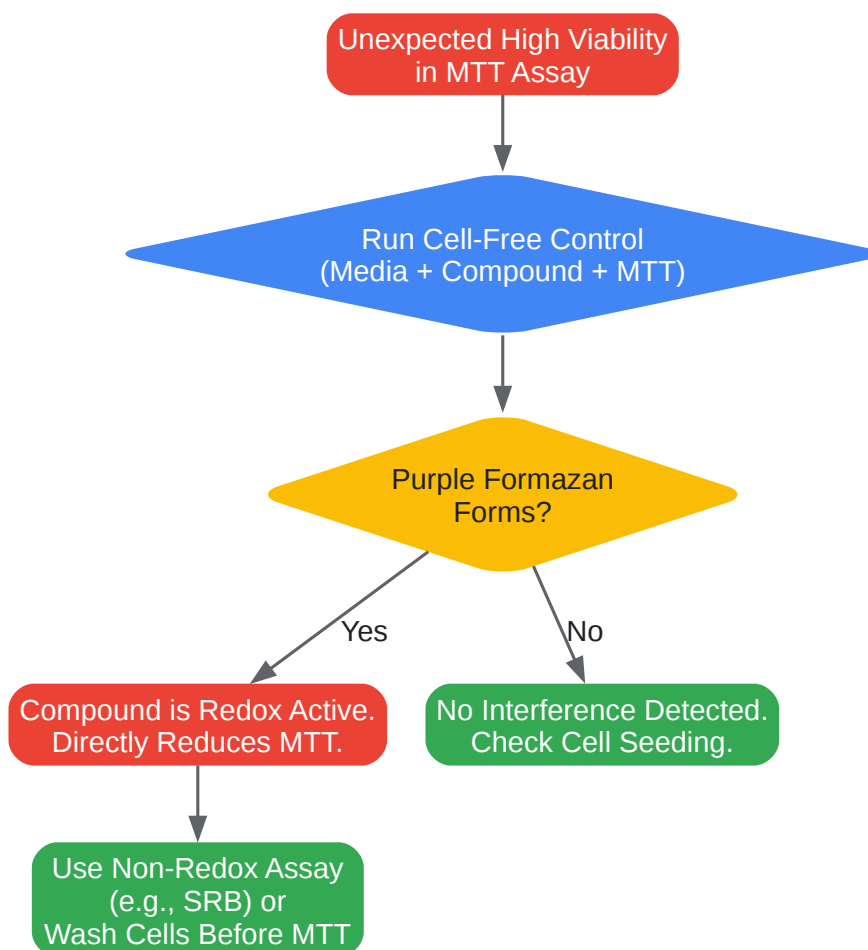 Unexpected High Viability
in MTT Assay
Run Cell-Free Control
(Media + Compound + MTT)
Purple Formazan
Forms?
Yes
No
Compound is Redox Active.
Directly Reduces MTT.
No Interference Detected.
Check Cell Seeding.
Use Non-Redox Assay
(e.g., SRB) or
Wash Cells Before MTT